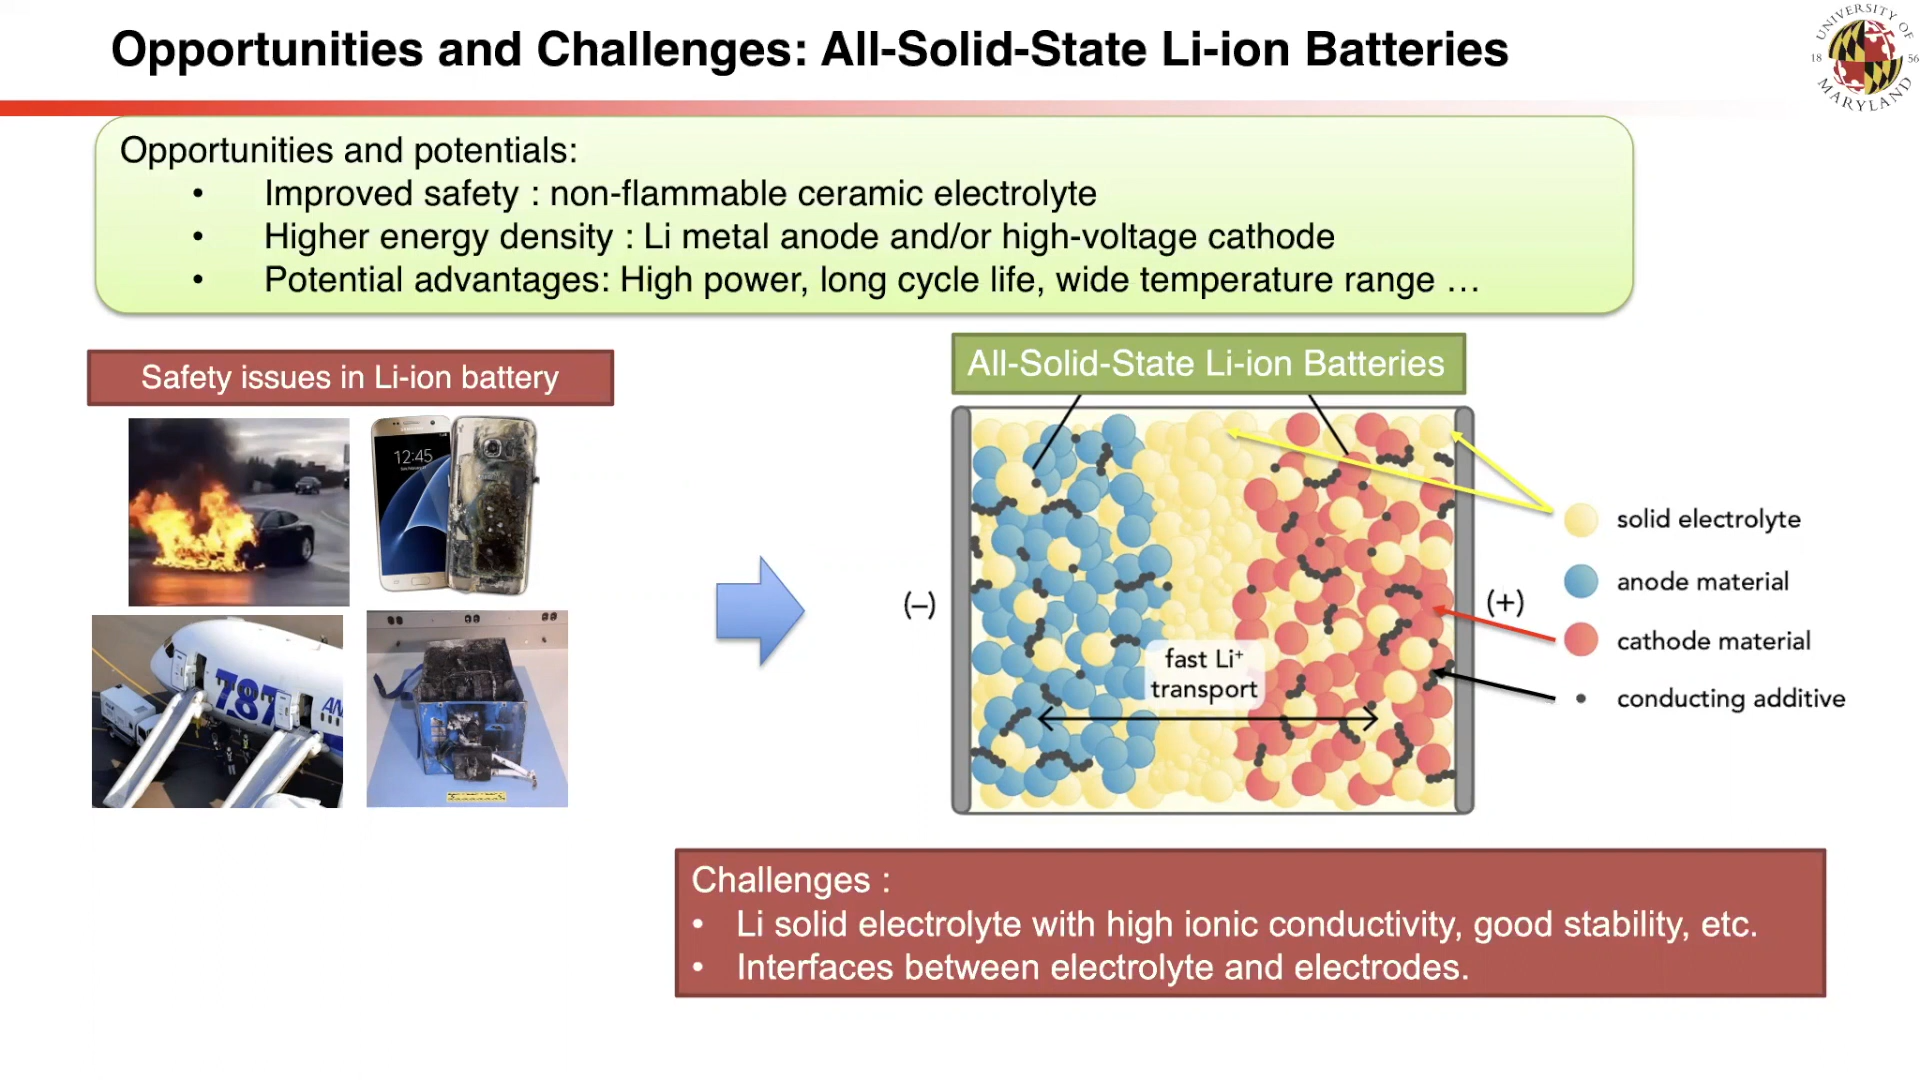 Opportunities and Challenges: All-Solid-State Li-ion Batteries
UNIVERSITY OF
18 56
MARYLAND
Opportunities and potentials:
• Improved safety : non-flammable ceramic electrolyte
• Higher energy density : Li metal anode and/or high-voltage cathode
• Potential advantages: High power, long cycle life, wide temperature range …
Safety issues in Li-ion battery
12:45
787
AN
All-Solid-State Li-ion Batteries
(–)
(+)
fast Li⁺
transport
solid electrolyte
anode material
cathode material
conducting additive
Challenges :
• Li solid electrolyte with high ionic conductivity, good stability, etc.
• Interfaces between electrolyte and electrodes.